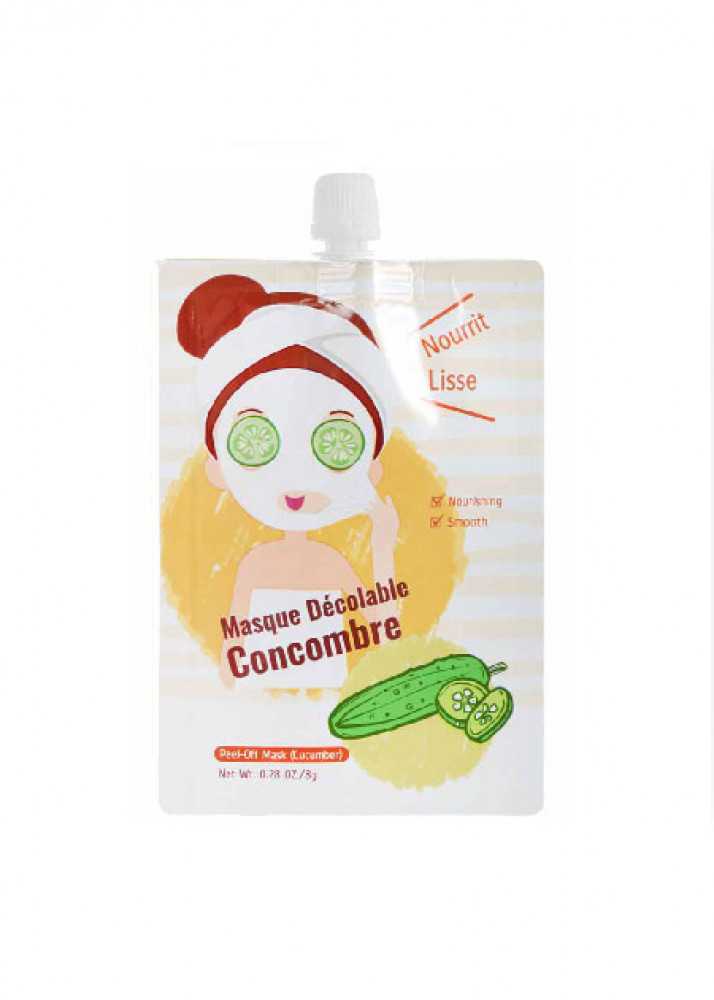 Nourrit
Lisse
Nourishing
Smooth
Masque Décolable
Concombre
Peel-Off Mask (Cucumber)
Net Wt. 0.28 OZ./8g